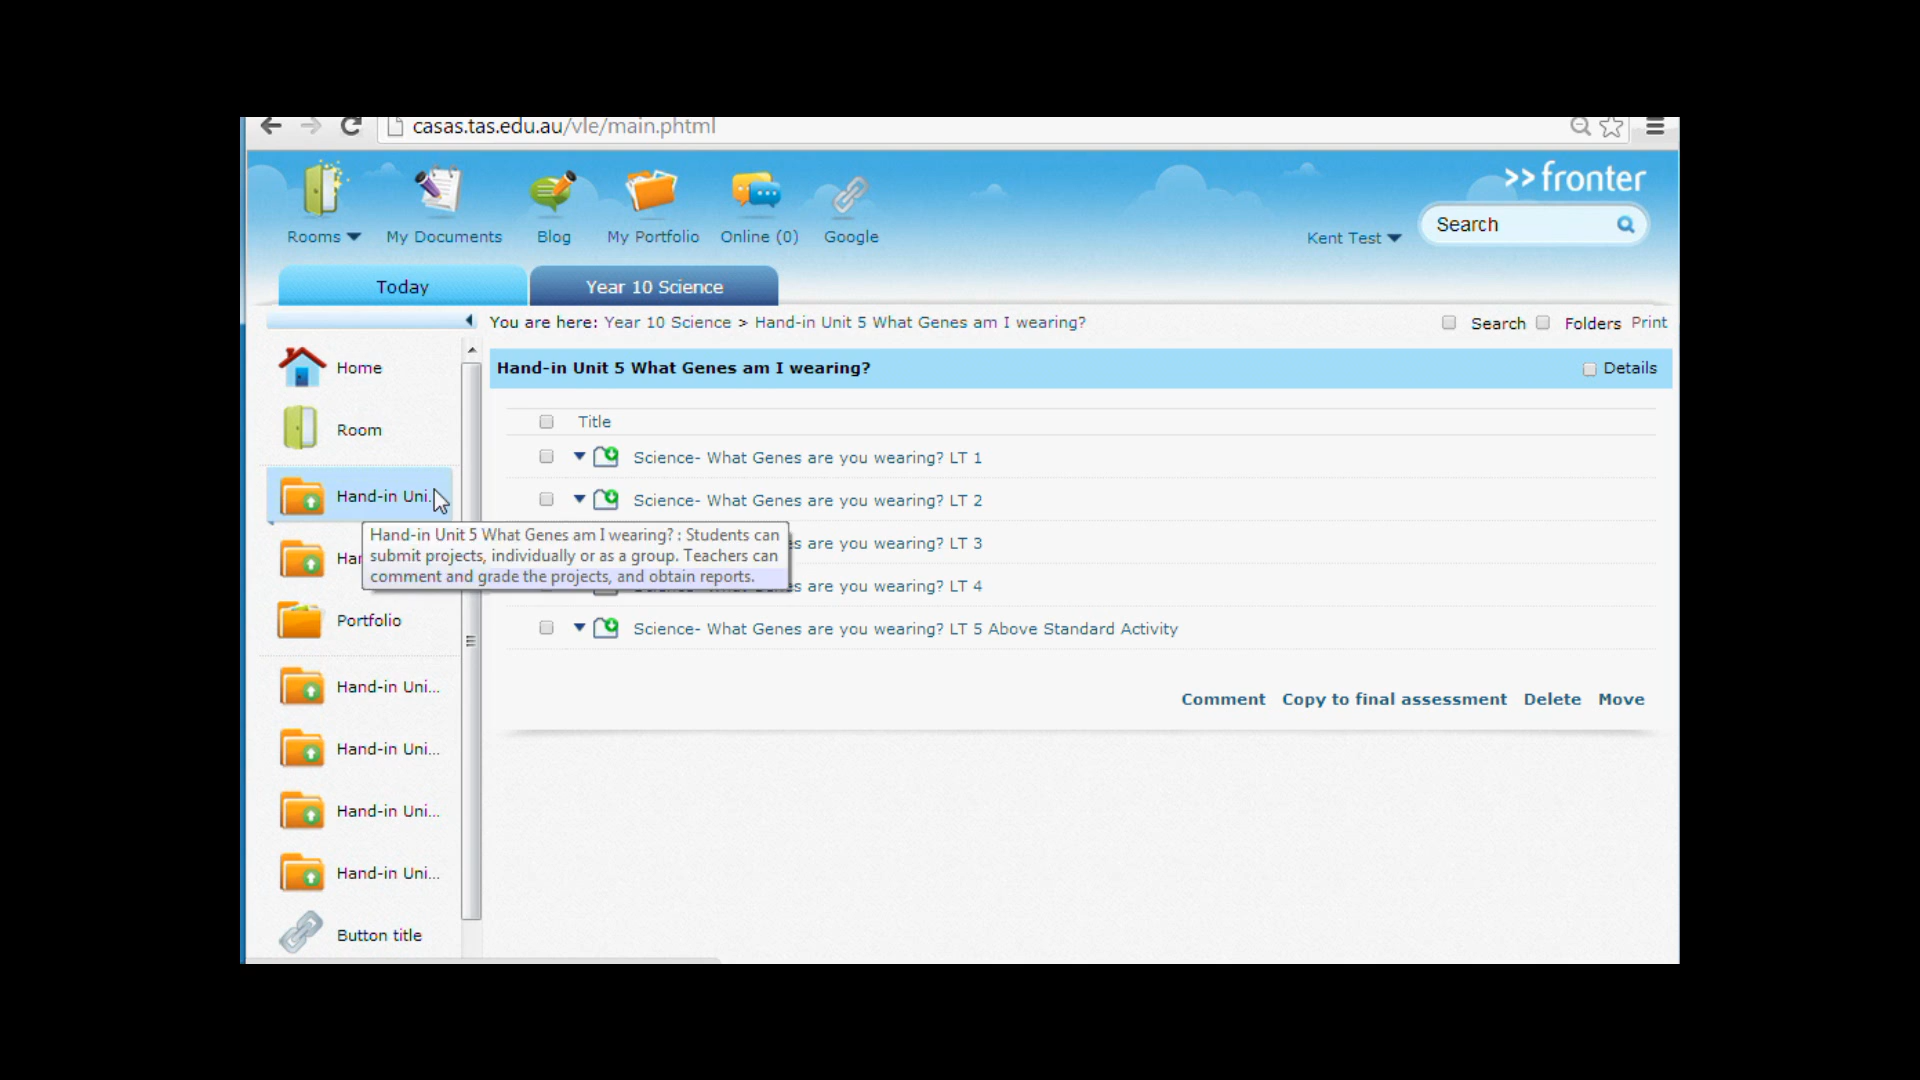 casas.tas.edu.au/vle/main.phtml
>>fronter
Search
Rooms My Documents Blog My Portfolio Online (0) Google
Kent Test
Today Year 10 Science
You are here: Year 10 Science > Hand-in Unit 5 What Genes am I wearing?
Search Folders Print
Home
Room
Hand-in Uni...
Portfolio
Hand-in Uni...
Hand-in Uni...
Hand-in Uni...
Hand-in Uni...
Button title
Hand-in Unit 5 What Genes am I wearing?
Details
Title
Science- What Genes are you wearing? LT 1
Science- What Genes are you wearing? LT 2
are you wearing? LT 3
are you wearing? LT 4
Science- What Genes are you wearing? LT 5 Above Standard Activity
Hand-in Unit 5 What Genes am I wearing? : Students can
submit projects, individually or as a group. Teachers can
comment and grade the projects, and obtain reports.
Comment Copy to final assessment Delete Move